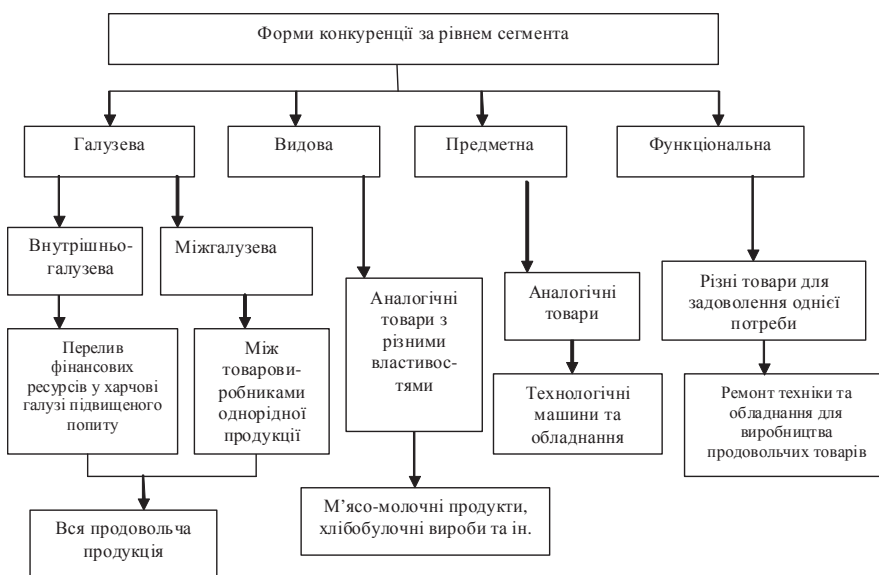 Форми конкуренції за рівнем сегмента
Галузева
Видова
Предметна
Функціональна
Внутрішньо-
галузева
Міжгалузева
Аналогічні
товари з
різними
властивос-
тями
Аналогічні
товари
Різні товари для
задоволення однієї
потреби
Перелив
фінансових
ресурсів у харчові
галузі підвищеного
попиту
Між
товарови-
робниками
однорідної
продукції
Технологічні
машини та
обладнання
Ремонт техніки та
обладнання для
виробництва
продовольчих товарів
Вся продовольча
продукція
М’ясо-молочні продукти,
хлібобулочні вироби та ін.